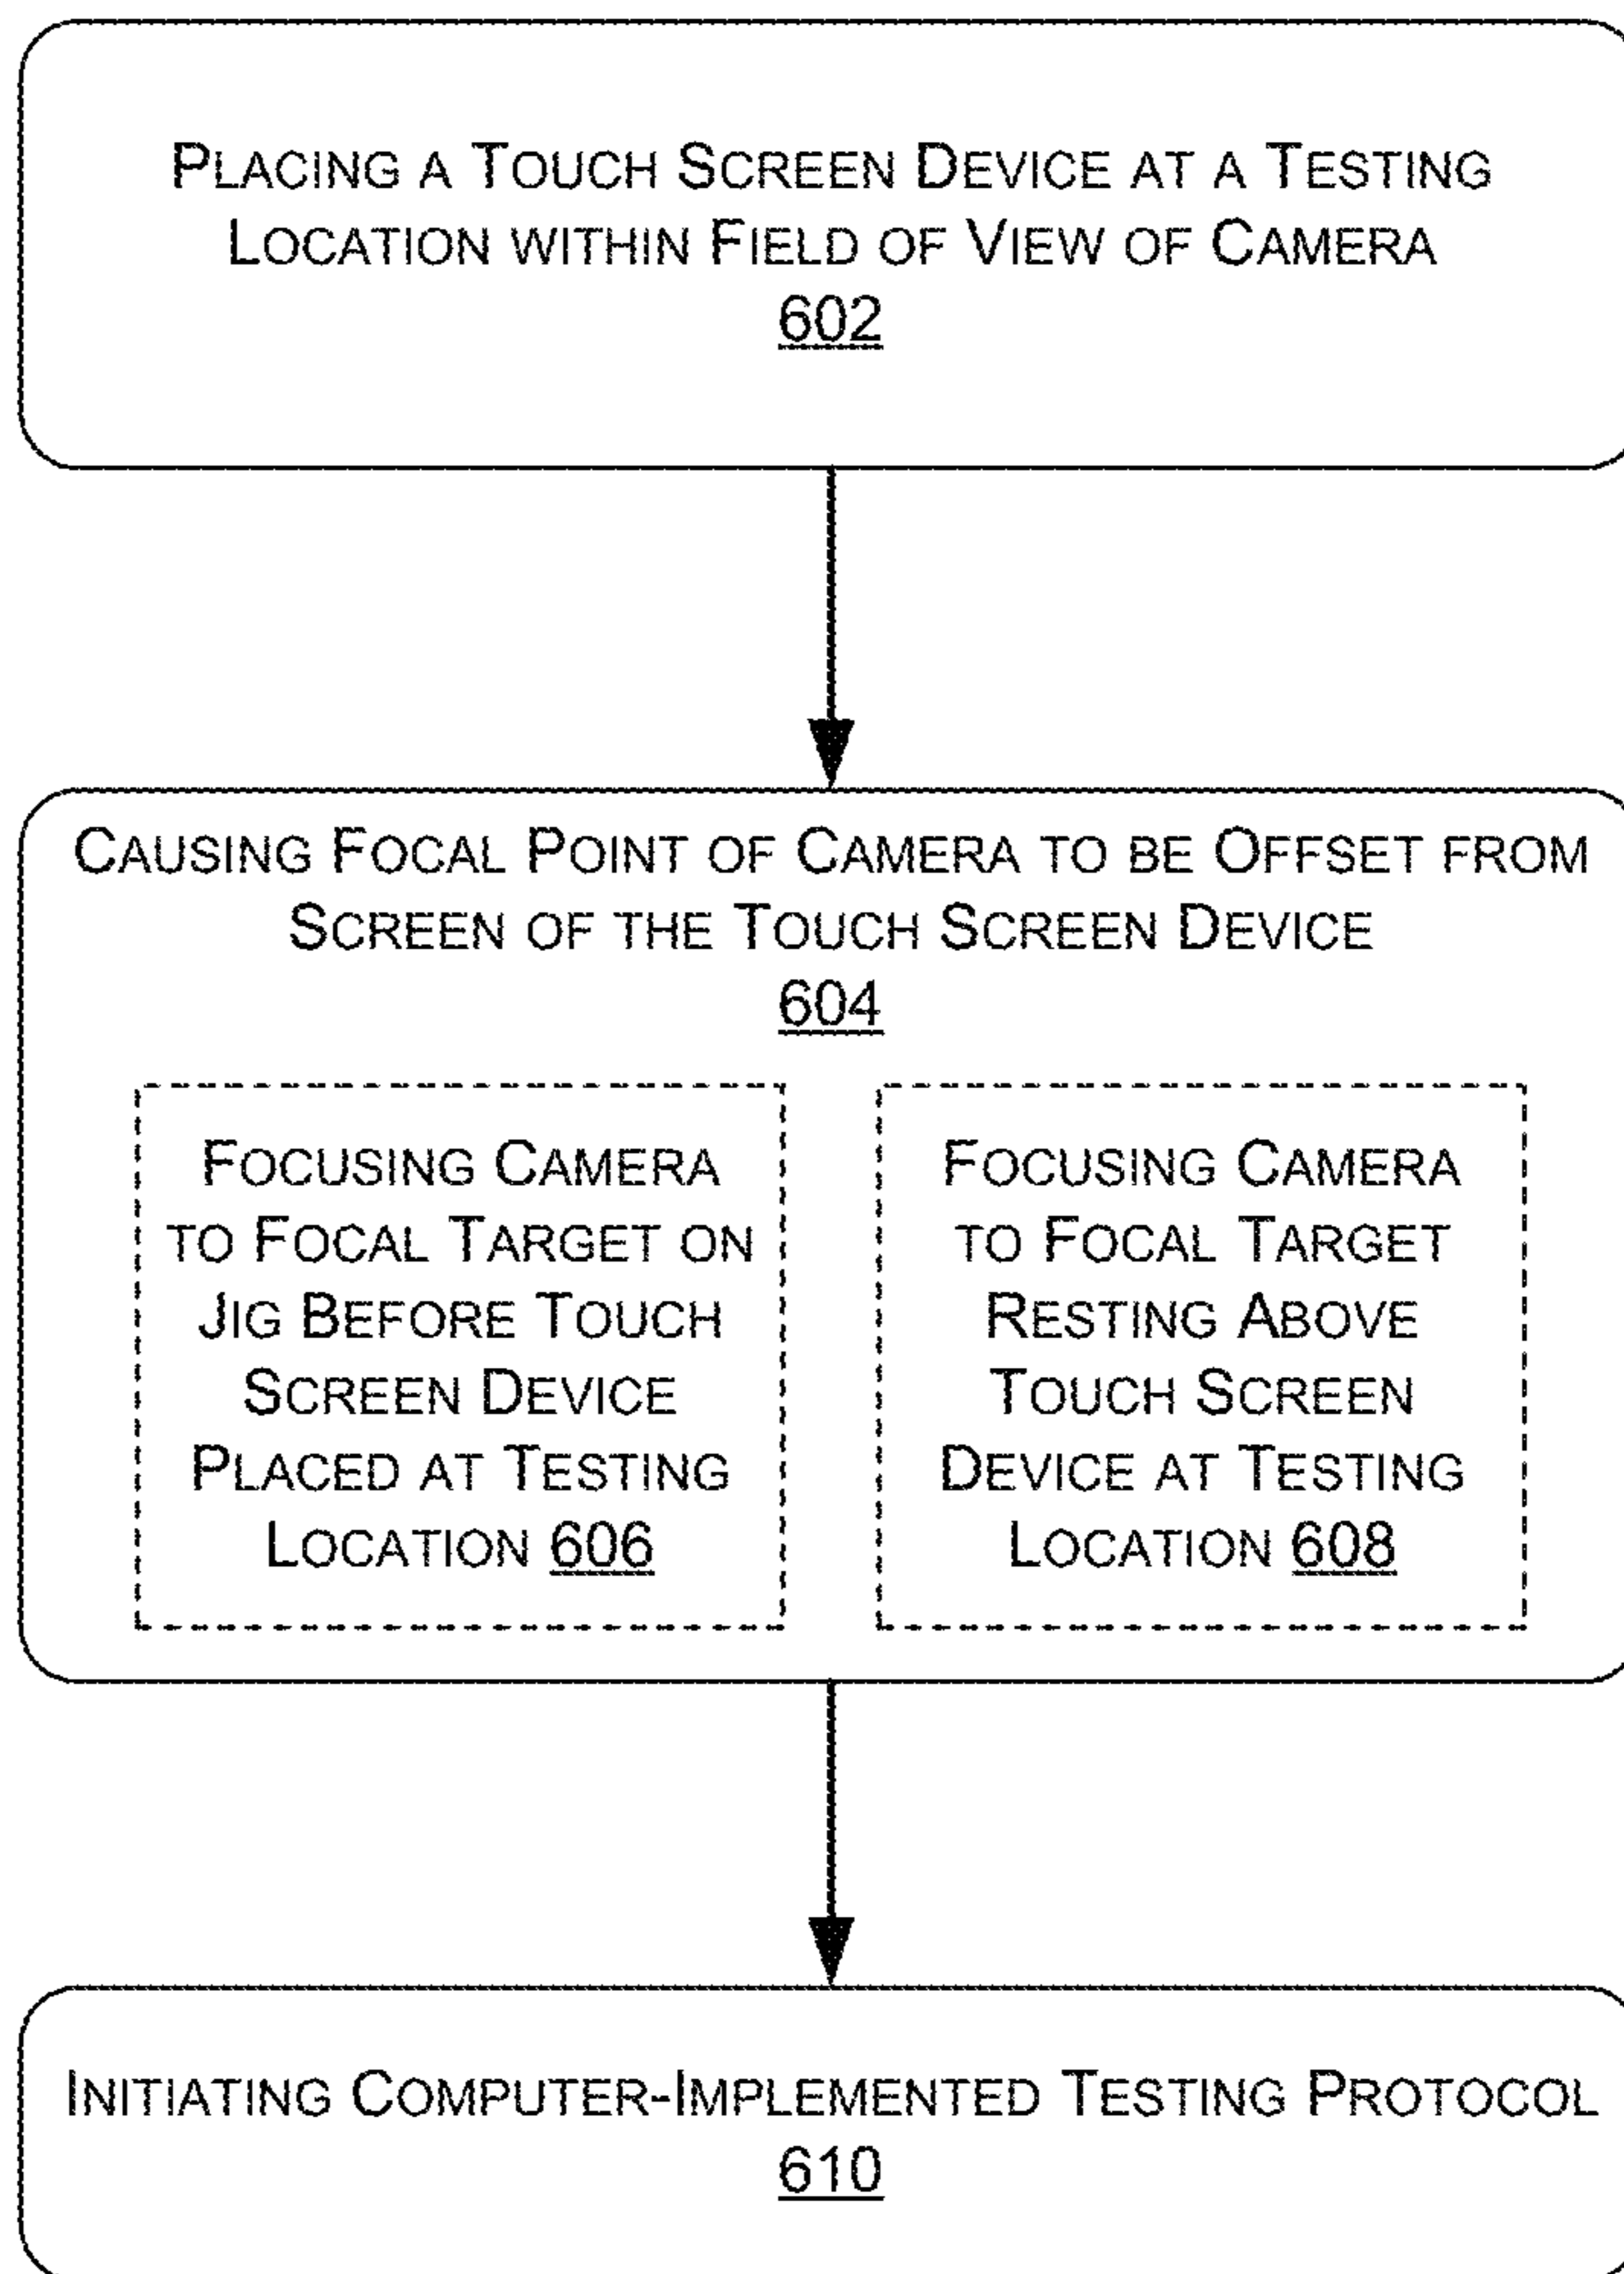 PLACING A TOUCH SCREEN DEVICE AT A TESTING
LOCATION WITHIN FIELD OF VIEW OF CAMERA
602
CAUSING FOCAL POINT OF CAMERA TO BE OFFSET FROM
SCREEN OF THE TOUCH SCREEN DEVICE
604
FOCUSING CAMERA
TO FOCAL TARGET ON
JIG BEFORE TOUCH
SCREEN DEVICE
PLACED AT TESTING
LOCATION 606
FOCUSING CAMERA
TO FOCAL TARGET
RESTING ABOVE
TOUCH SCREEN
DEVICE AT TESTING
LOCATION 608
INITIATING COMPUTER-IMPLEMENTED TESTING PROTOCOL
610